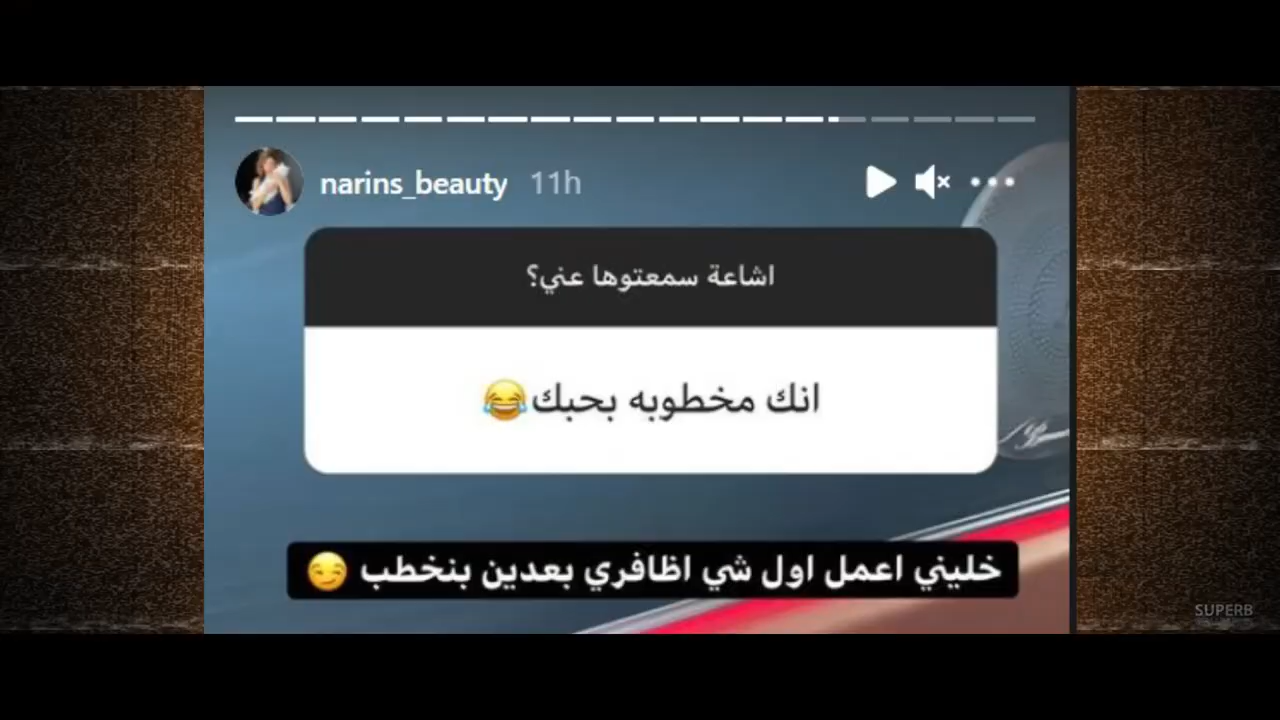 narins_beauty 11h
اشاعة سمعتوها عني؟
انك مخطوبه بحبك😂
خليني اعمل اول شي اظافري بعدين بنخطب 😏
SUPERB